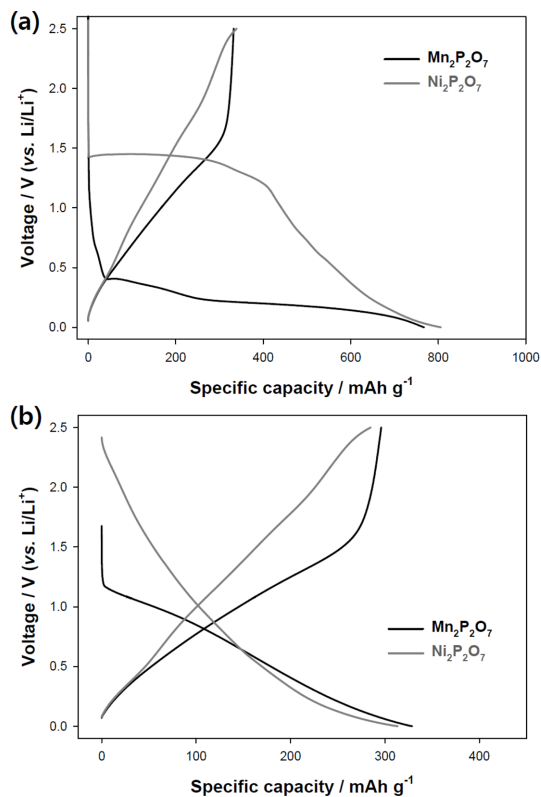 (a)
2.5
2.0
1.5
1.0
0.5
0.0
Voltage / V (vs. Li/Li⁺)
Mn₂P₂O₇
Ni₂P₂O₇
0 200 400 600 800 1000
Specific capacity / mAh g⁻¹
(b)
2.5
2.0
1.5
1.0
0.5
0.0
Voltage / V (vs. Li/Li⁺)
Mn₂P₂O₇
Ni₂P₂O₇
0 100 200 300 400
Specific capacity / mAh g⁻¹